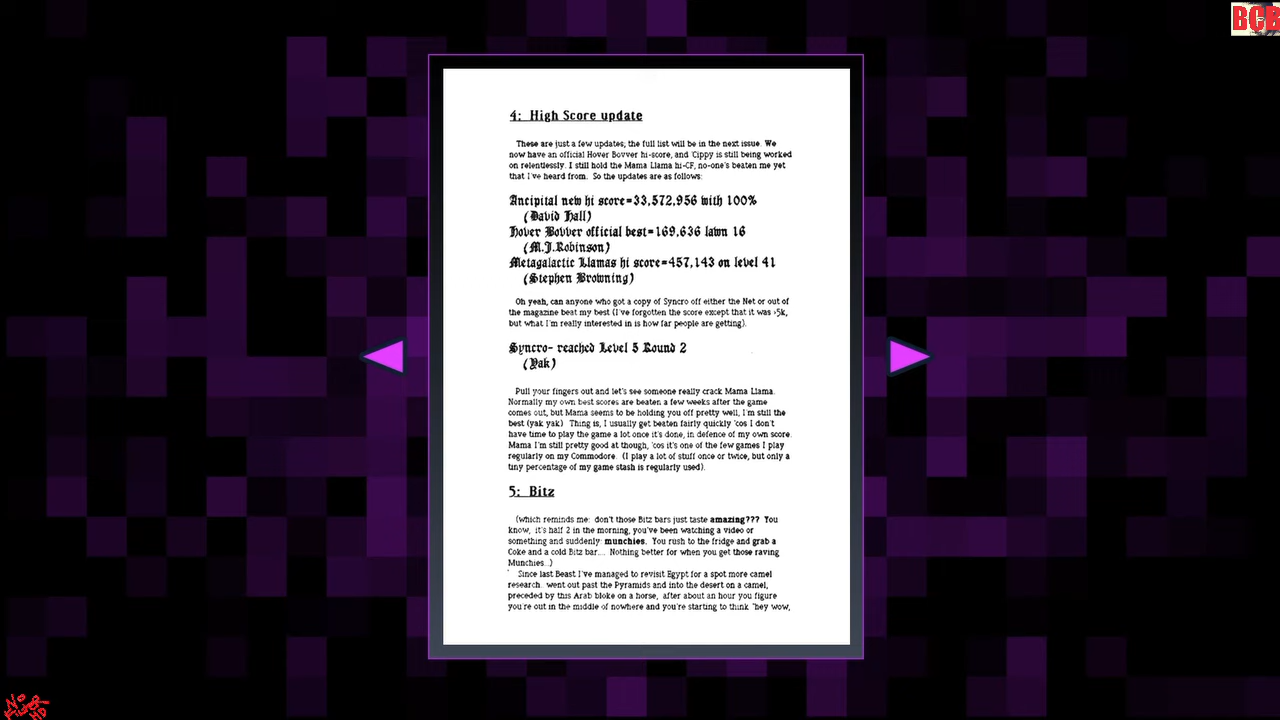 BCB
4: High Score update
These are just a few updates; the full list will be in the next issue. We
now have an official Hover Bovver hi-score, and 'Cippy is still being worked
on relentlessly. I still hold the Mama Llama hi-CF, no-one's beaten me yet
that I've heard from. So the updates are as follows:
Ancipital new hi score=33,572,956 with 100%
(David Hall)
Hover Bovver official best=169,636 lawn 16
(M.J.Robinson)
Metagalactic Llamas hi score=457,143 on level 41
(Stephen Browning)
Oh yeah, can anyone who got a copy of Syncro off either the Net or out of
the magazine beat my best (I've forgotten the score except that it was >5k,
but what I'm really interested in is how far people are getting).
Syncro- reached Level 5 Round 2
(Yak)
Pull your fingers out and let's see someone really crack Mama Llama.
Normally my own best scores are beaten a few weeks after the game
comes out, but Mama seems to be holding you off pretty well, I'm still the
best (yak yak) Thing is, I usually get beaten fairly quickly 'cos I don't
have time to play the game a lot once it's done, in defence of my own score.
Mama I'm still pretty good at though, 'cos it's one of the few games I play
regularly on my Commodore. (I play a lot of stuff once or twice, but only a
tiny percentage of my game stash is regularly used).
5: Bitz
(which reminds me: don't those Bitz bars just taste amazing??? You
know, it's half 2 in the morning, you've been watching a video or
something and suddenly munchies. You rush to the fridge and grab a
Coke and a cold Bitz bar.... Nothing better for when you get those raving
Munchies...)
Since last Beast I've managed to revisit Egypt for a spot more camel
research.. went out past the Pyramids and into the desert on a camel,
preceded by this Arab bloke on a horse, after about an hour you figure
you're out in the middle of nowhere and you're starting to think "hey wow,